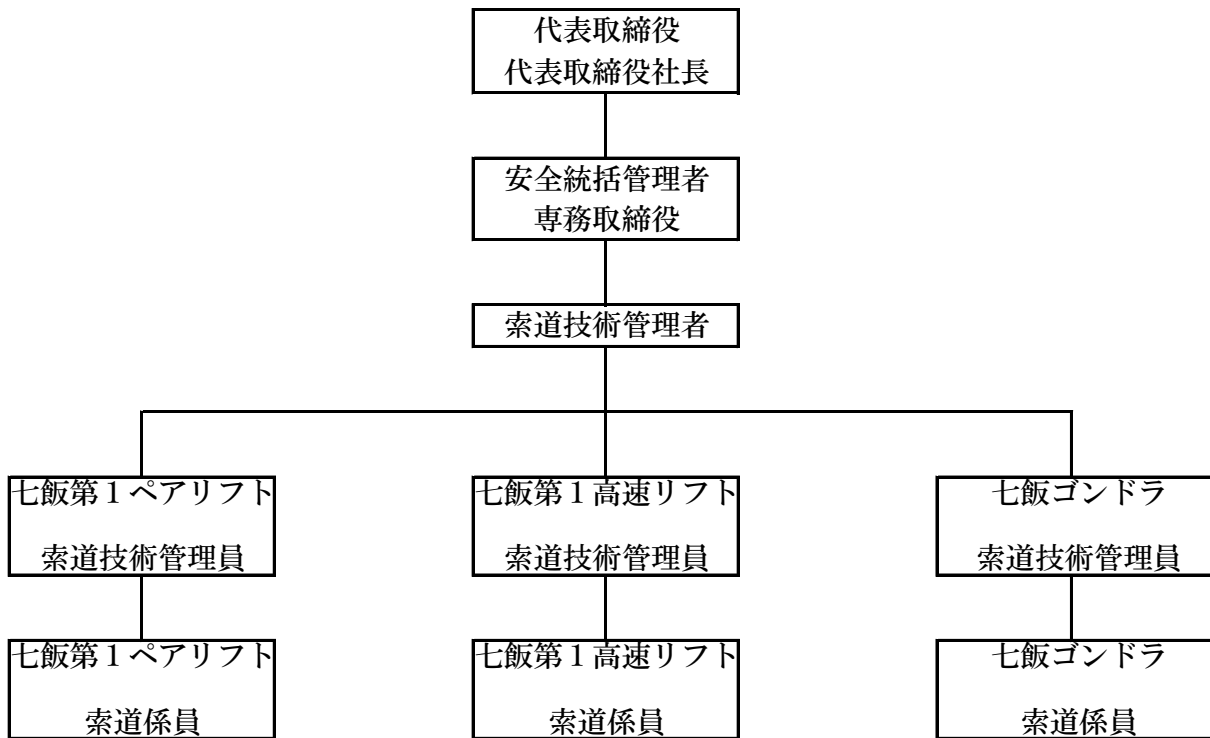 代表取締役
代表取締役社長
安全統括管理者
専務取締役
索道技術管理者
七飯第１ペアリフト
索道技術管理員
七飯第１高速リフト
索道技術管理員
七飯ゴンドラ
索道技術管理員
七飯第１ペアリフト
索道係員
七飯第１高速リフト
索道係員
七飯ゴンドラ
索道係員